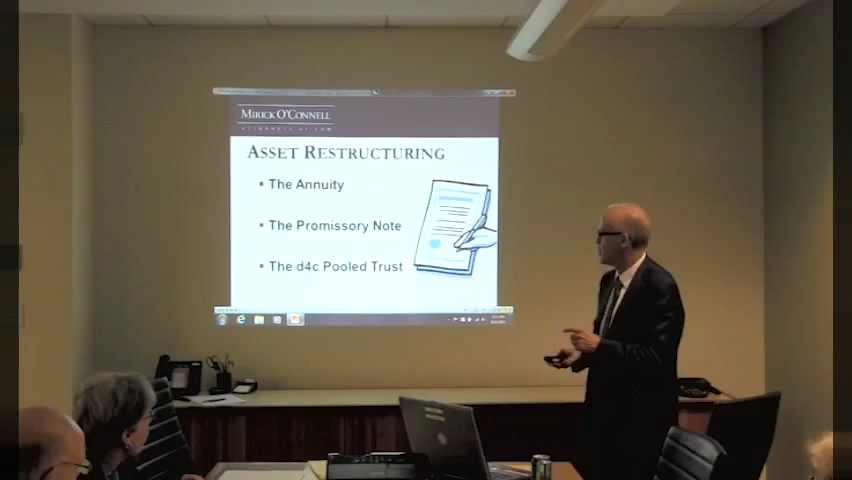 MIRICK O'CONNELL
ATTORNEYS AT LAW
ASSET RESTRUCTURING
The Annuity
The Promissory Note
The d4c Pooled Trust